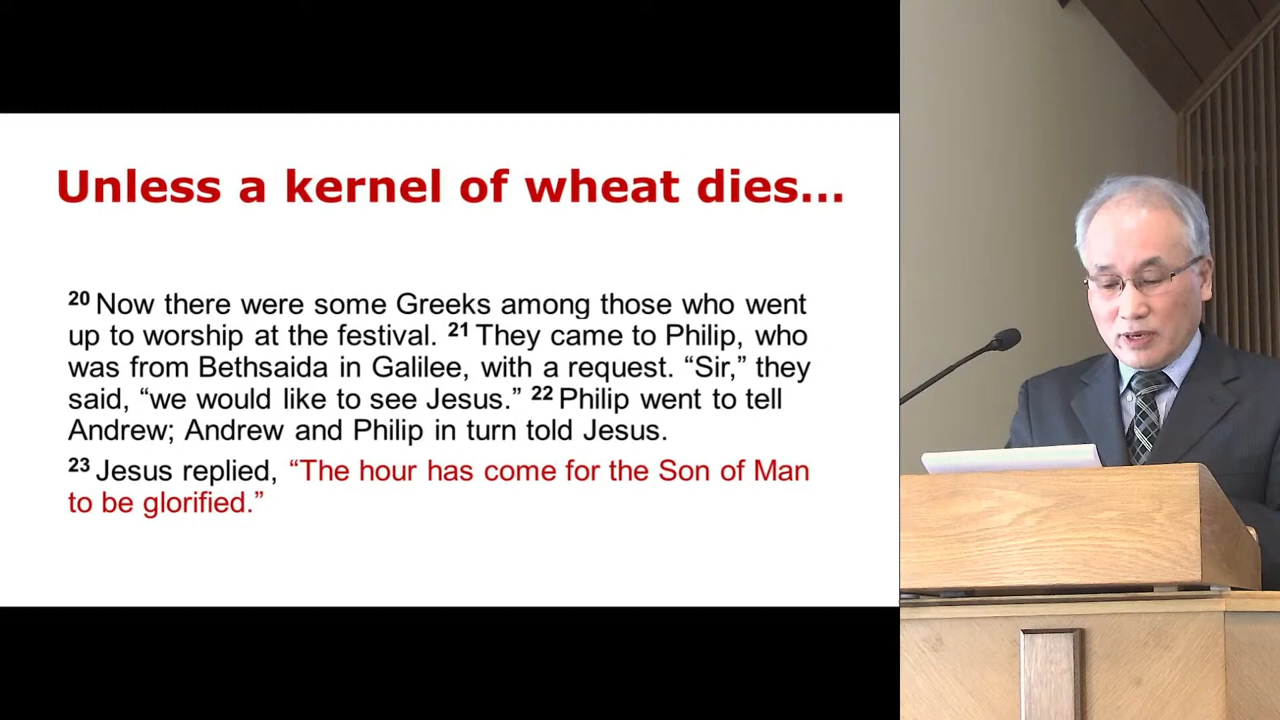 Unless a kernel of wheat dies...
20 Now there were some Greeks among those who went
up to worship at the festival. 21 They came to Philip, who
was from Bethsaida in Galilee, with a request. “Sir,” they
said, “we would like to see Jesus.” 22 Philip went to tell
Andrew; Andrew and Philip in turn told Jesus.
23 Jesus replied, “The hour has come for the Son of Man
to be glorified.”